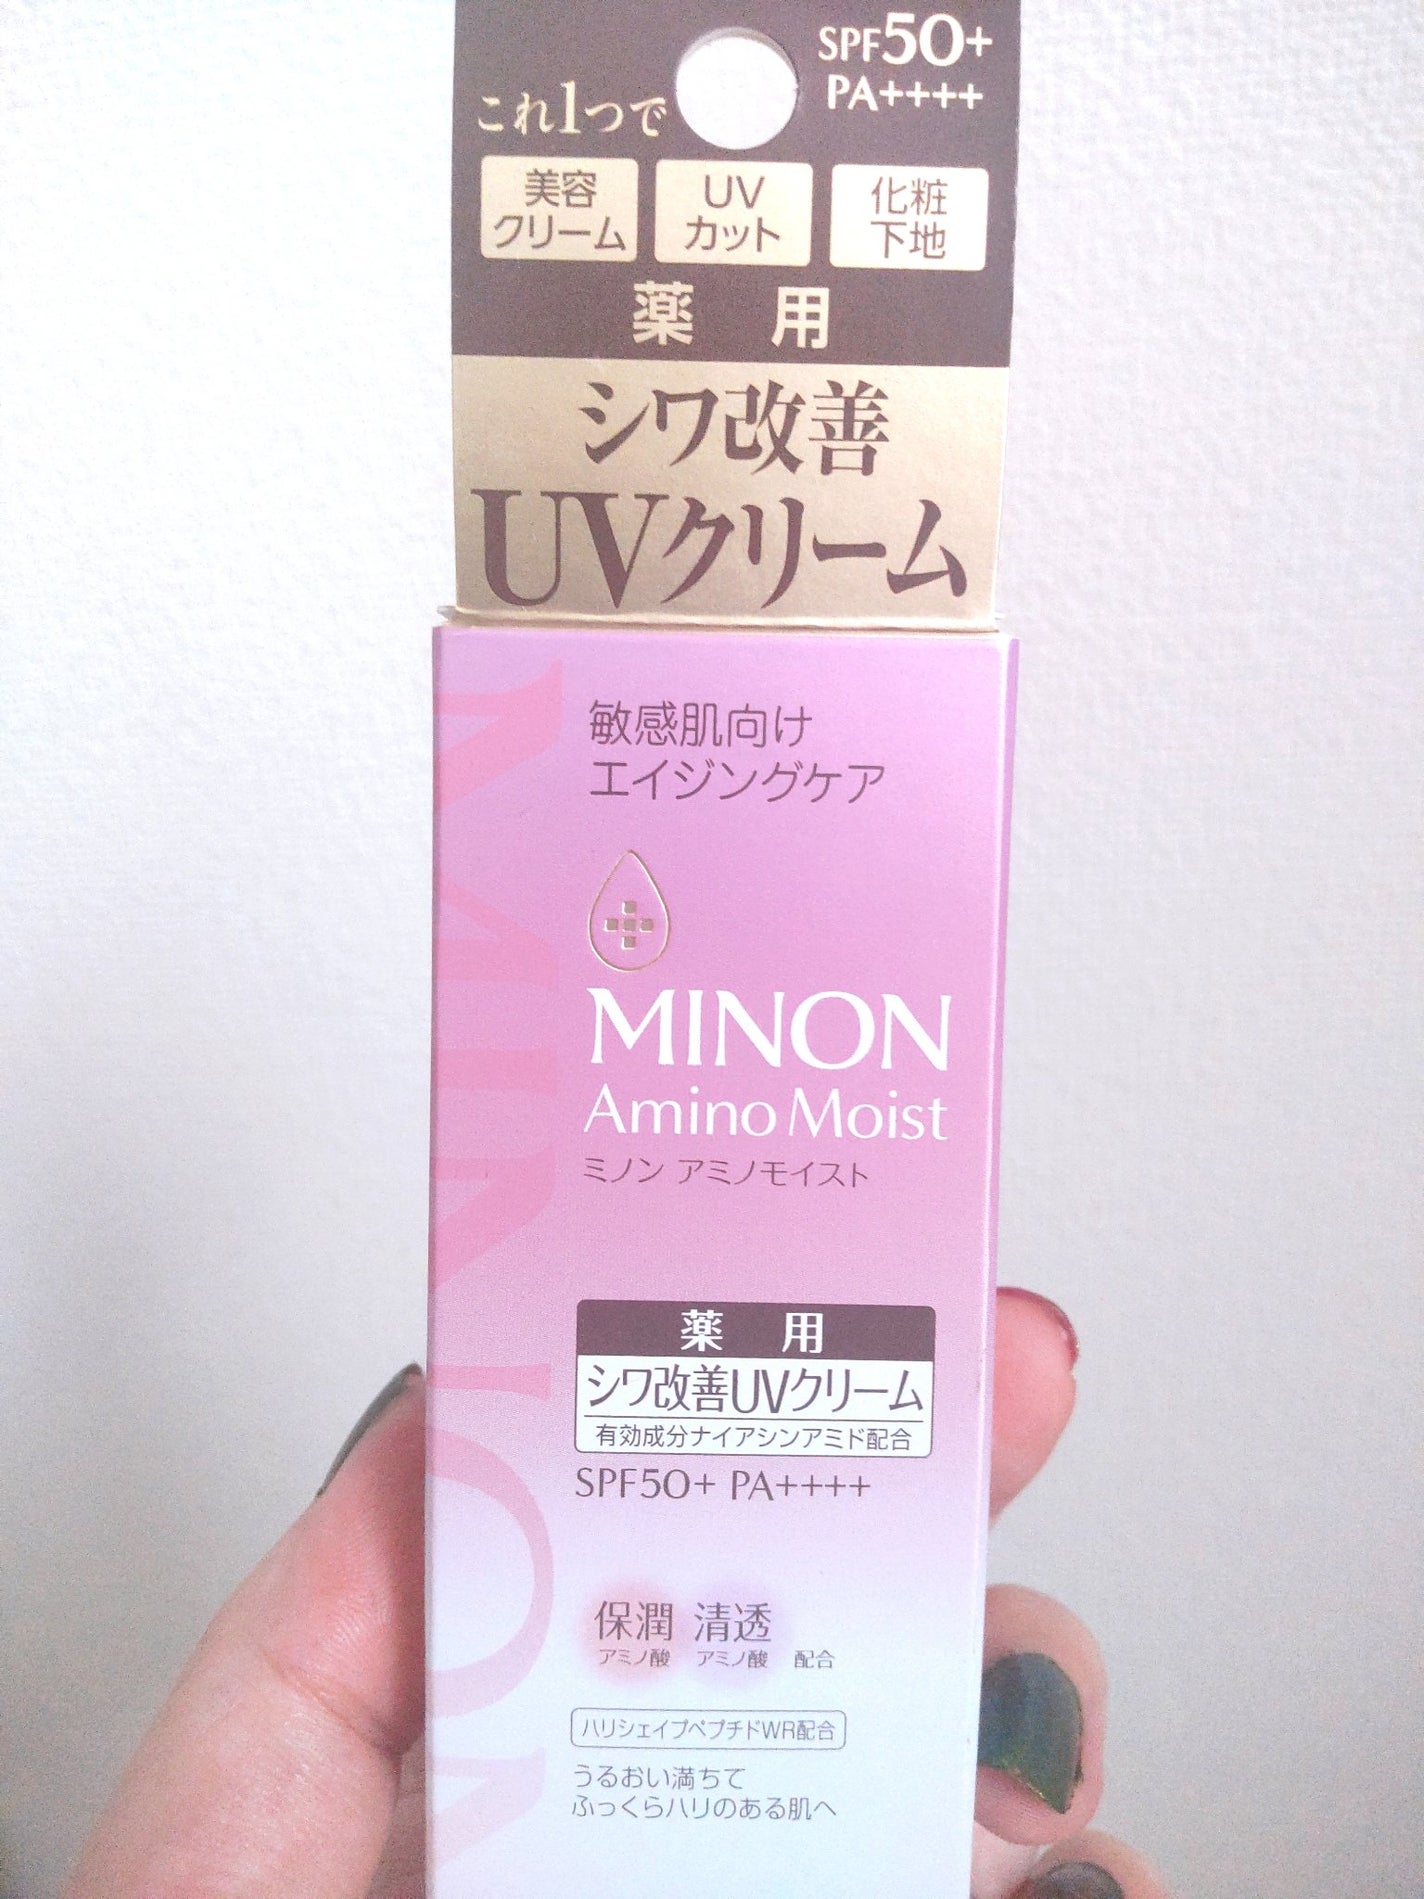 SPF50+
PA++++
これ1つで
美容
クリーム
UV
カット
化粧
下地
薬用
シワ改善
UVクリーム
敏感肌向け
エイジングケア
MINON
Amino Moist
ミノン アミノモイスト
薬用
シワ改善UVクリーム
有効成分ナイアシンアミド配合
SPF50+ PA++++
保潤 清透
アミノ酸 アミノ酸 配合
ハリシェイプペプチドWR配合
うるおい満ちて
ふっくらハリのある肌へ
MINON